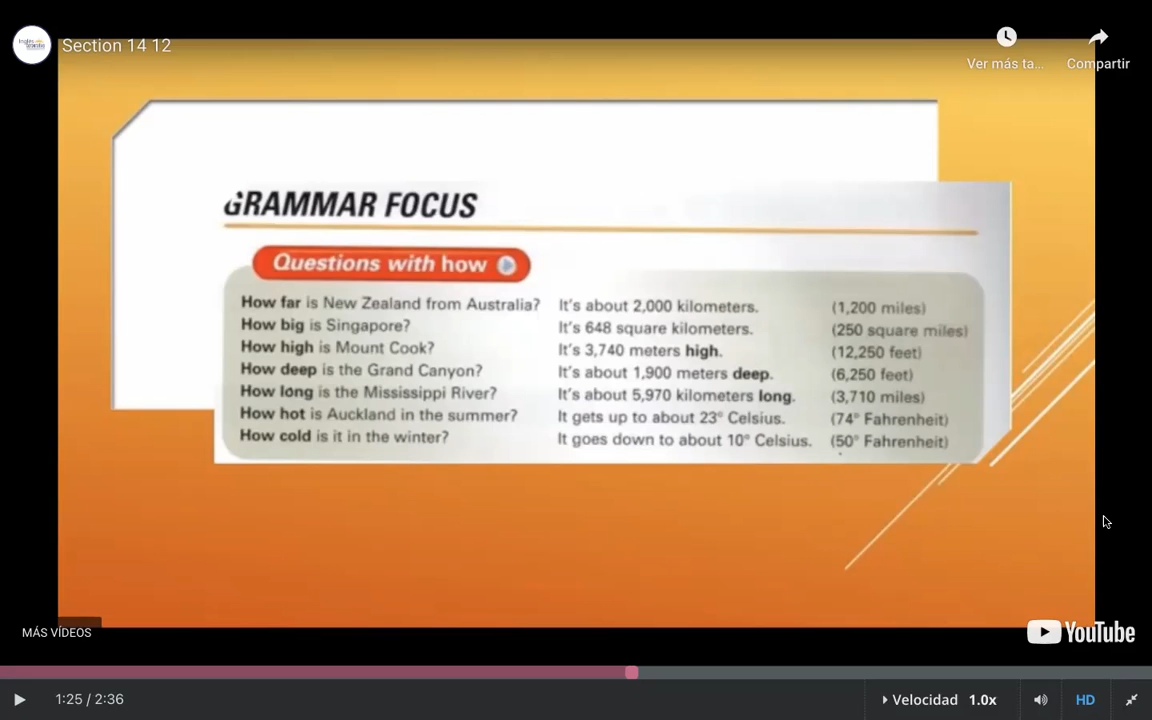 Section 14 12
Ver más ta...
Compartir
GRAMMAR FOCUS
Questions with how
How far is New Zealand from Australia? It's about 2,000 kilometers. (1,200 miles)
How big is Singapore? It's 648 square kilometers. (250 square miles)
How high is Mount Cook? It's 3,740 meters high. (12,250 feet)
How deep is the Grand Canyon? It's about 1,900 meters deep. (6,250 feet)
How long is the Mississippi River? It's about 5,970 kilometers long. (3,710 miles)
How hot is Auckland in the summer? It gets up to about 23° Celsius. (74° Fahrenheit)
How cold is it in the winter? It goes down to about 10° Celsius. (50° Fahrenheit)
MÁS VÍDEOS
YouTube
1:25 / 2:36
Velocidad 1.0x
HD